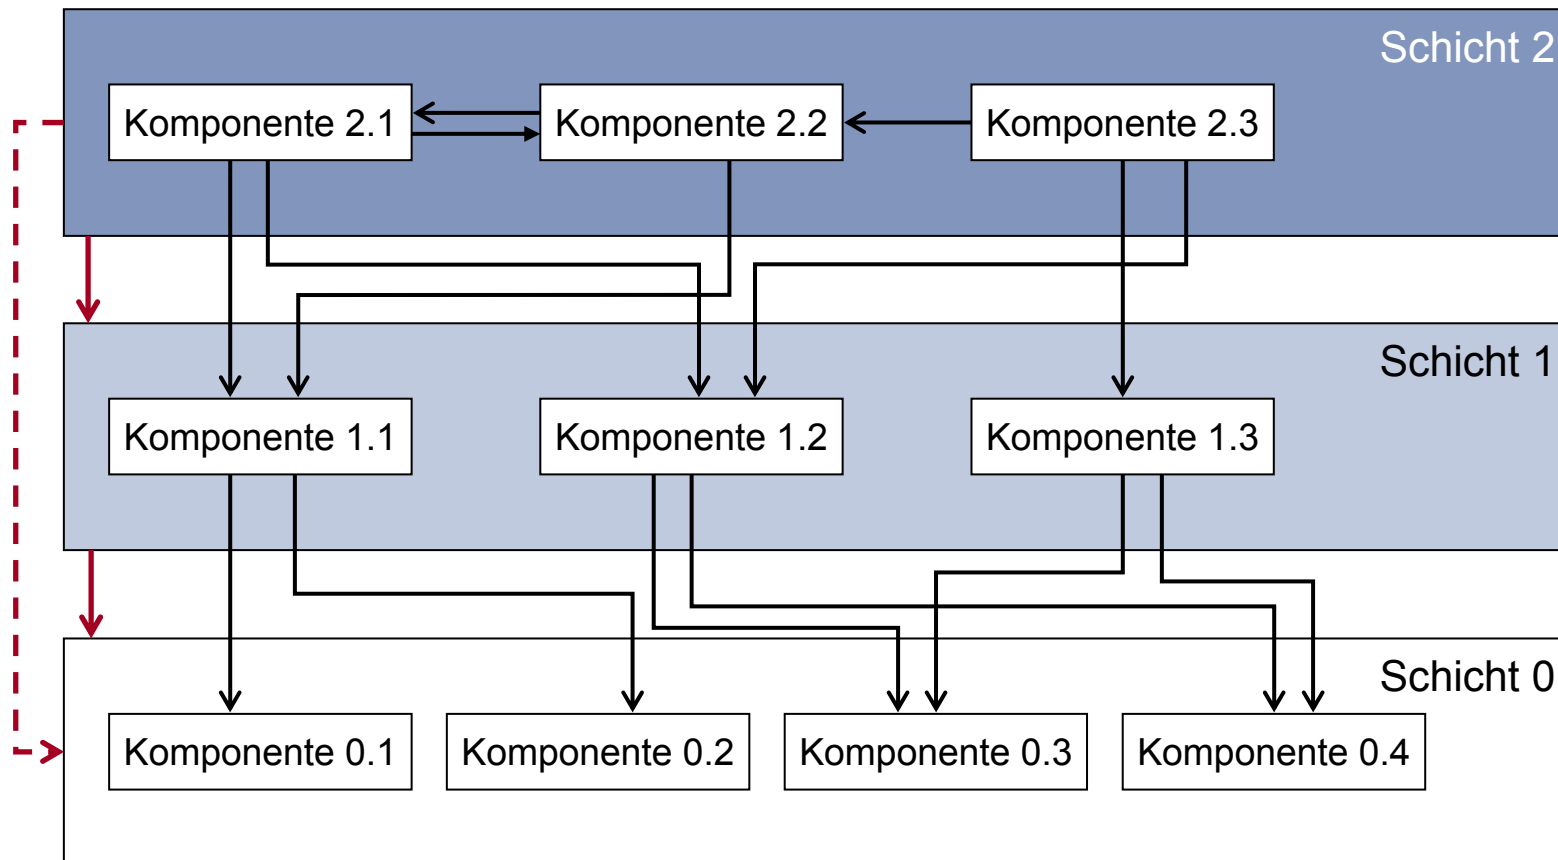 Schicht 2
Komponente 2.1
Komponente 2.2
Komponente 2.3
Schicht 1
Komponente 1.1
Komponente 1.2
Komponente 1.3
Schicht 0
Komponente 0.1
Komponente 0.2
Komponente 0.3
Komponente 0.4